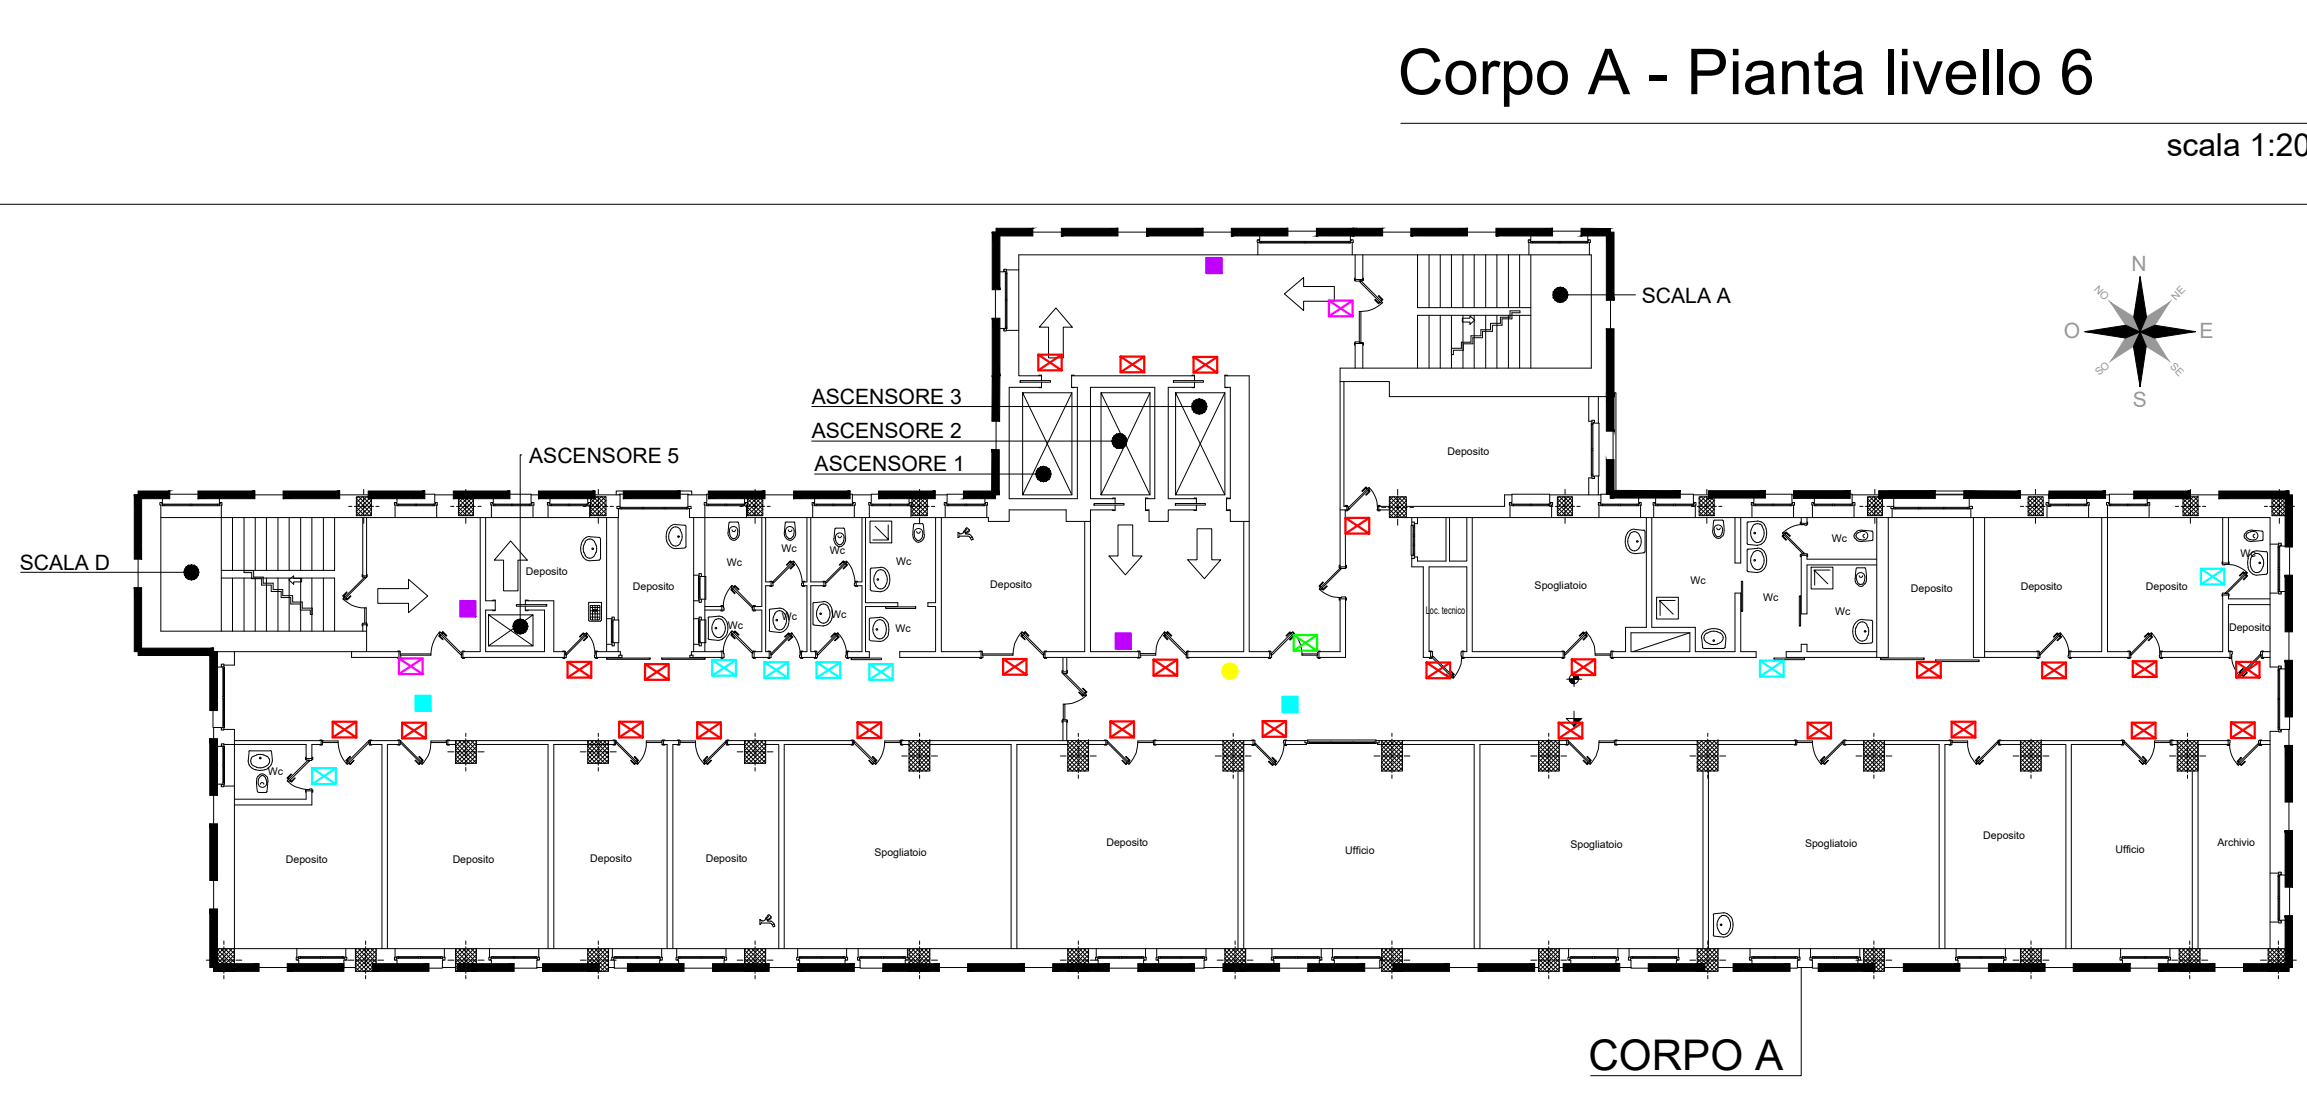 Corpo A - Pianta livello 6
scala 1:20
N
NO
NE
O
E
SO
SE
S
SCALA A
ASCENSORE 3
ASCENSORE 2
ASCENSORE 1
ASCENSORE 5
SCALA D
Deposito
Deposito
Deposito
Wc
Wc
Wc
Wc
Wc
Wc
Wc
Wc
Deposito
Loc. tecnico
Spogliatoio
Wc
Wc
Wc
Wc
Deposito
Deposito
Deposito
Wc
Deposito
Wc
Deposito
Deposito
Deposito
Deposito
Spogliatoio
Deposito
Ufficio
Spogliatoio
Spogliatoio
Deposito
Ufficio
Archivio
CORPO A